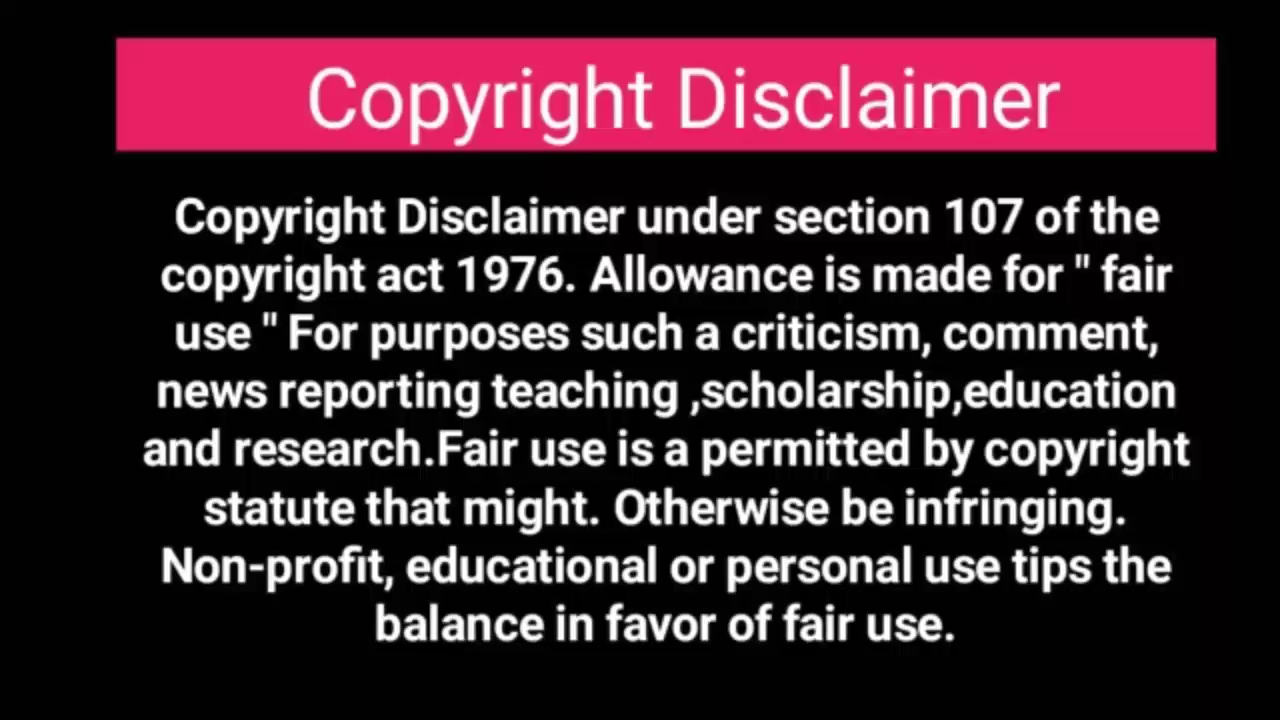 Copyright Disclaimer
Copyright Disclaimer under section 107 of the
copyright act 1976. Allowance is made for " fair
use " For purposes such a criticism, comment,
news reporting teaching ,scholarship,education
and research.Fair use is a permitted by copyright
statute that might. Otherwise be infringing.
Non-profit, educational or personal use tips the
balance in favor of fair use.